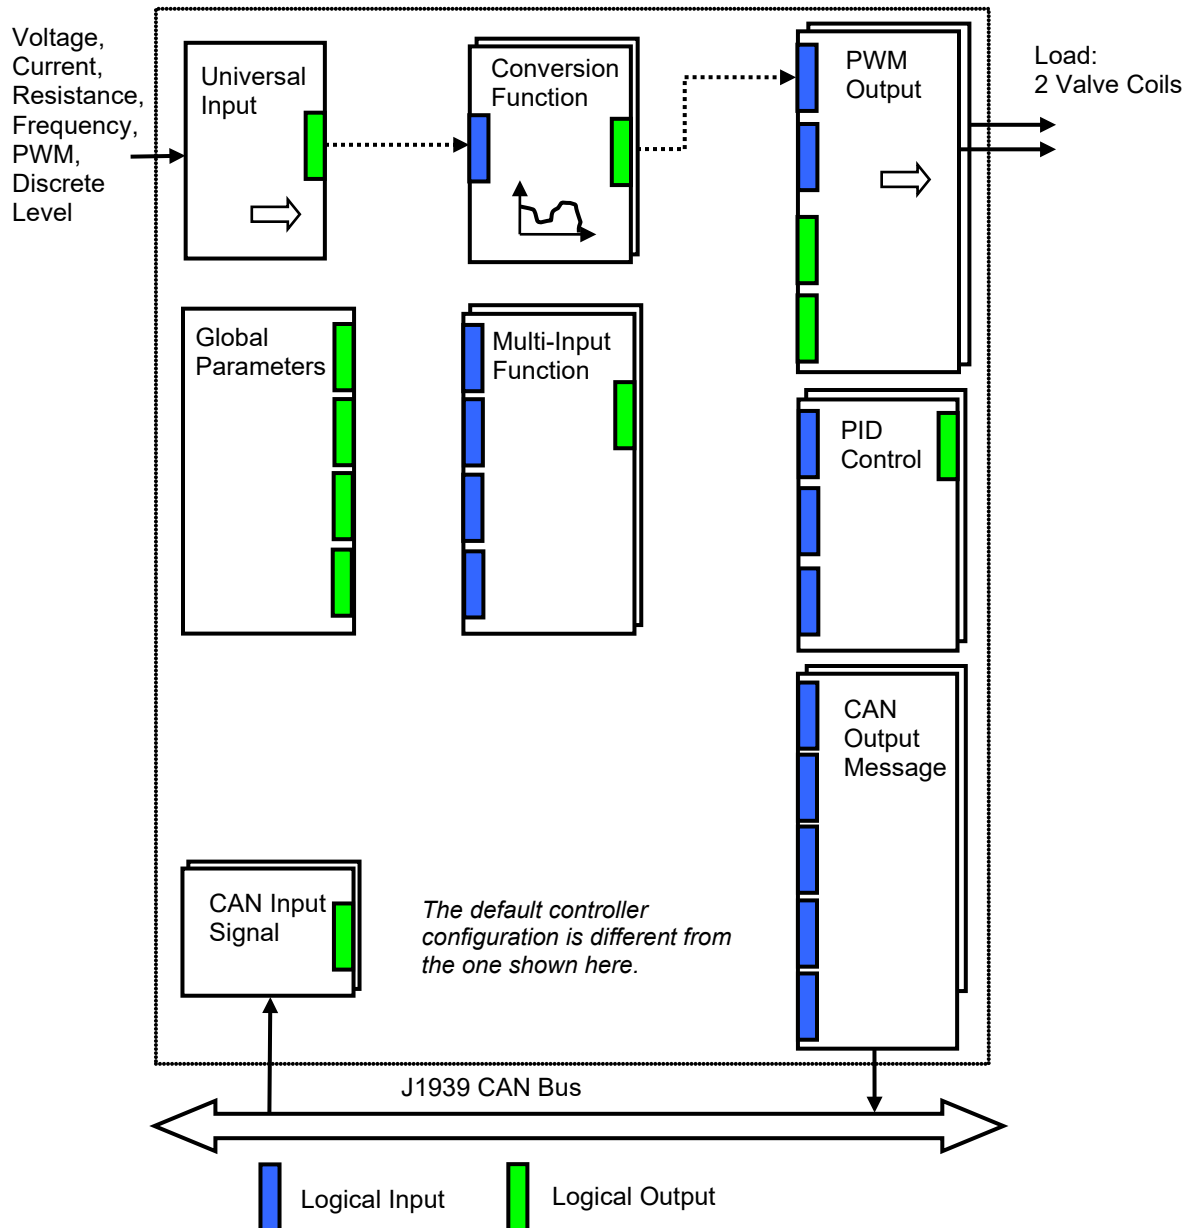 Voltage,
Current,
Resistance,
Frequency,
PWM,
Discrete
Level
Universal
Input
Conversion
Function
PWM
Output
Load:
2 Valve Coils
Global
Parameters
Multi-Input
Function
PID
Control
CAN
Output
Message
CAN Input
Signal
The default controller
configuration is different from
the one shown here.
J1939 CAN Bus
Logical Input
Logical Output